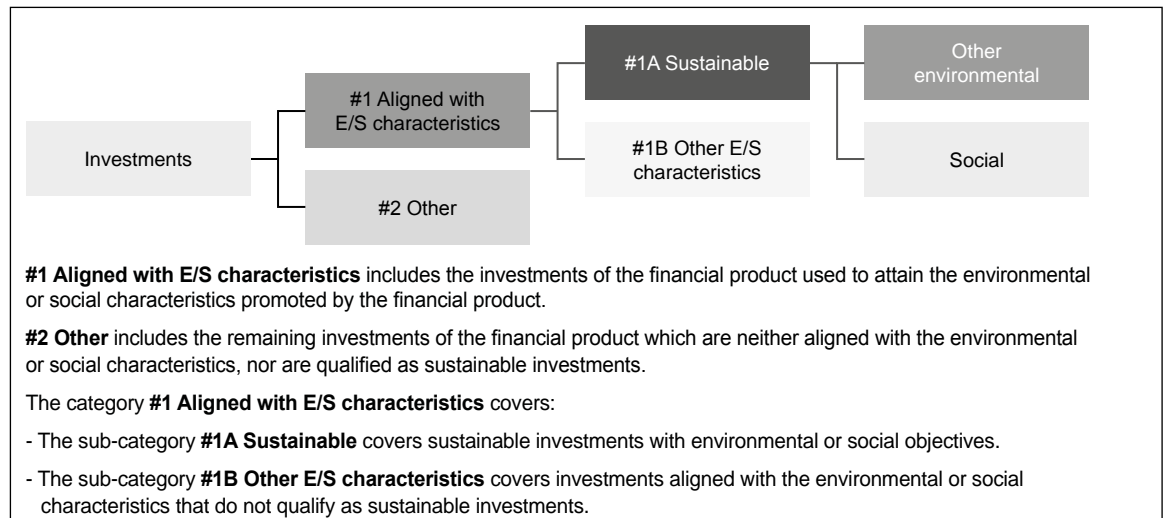 #1A Sustainable
Other
environmental
#1 Aligned with
E/S characteristics
Investments
#1B Other E/S
characteristics
Social
#2 Other
#1 Aligned with E/S characteristics includes the investments of the financial product used to attain the environmental
or social characteristics promoted by the financial product.
#2 Other includes the remaining investments of the financial product which are neither aligned with the environmental
or social characteristics, nor are qualified as sustainable investments.
The category #1 Aligned with E/S characteristics covers:
- The sub-category #1A Sustainable covers sustainable investments with environmental or social objectives.
- The sub-category #1B Other E/S characteristics covers investments aligned with the environmental or social
characteristics that do not qualify as sustainable investments.